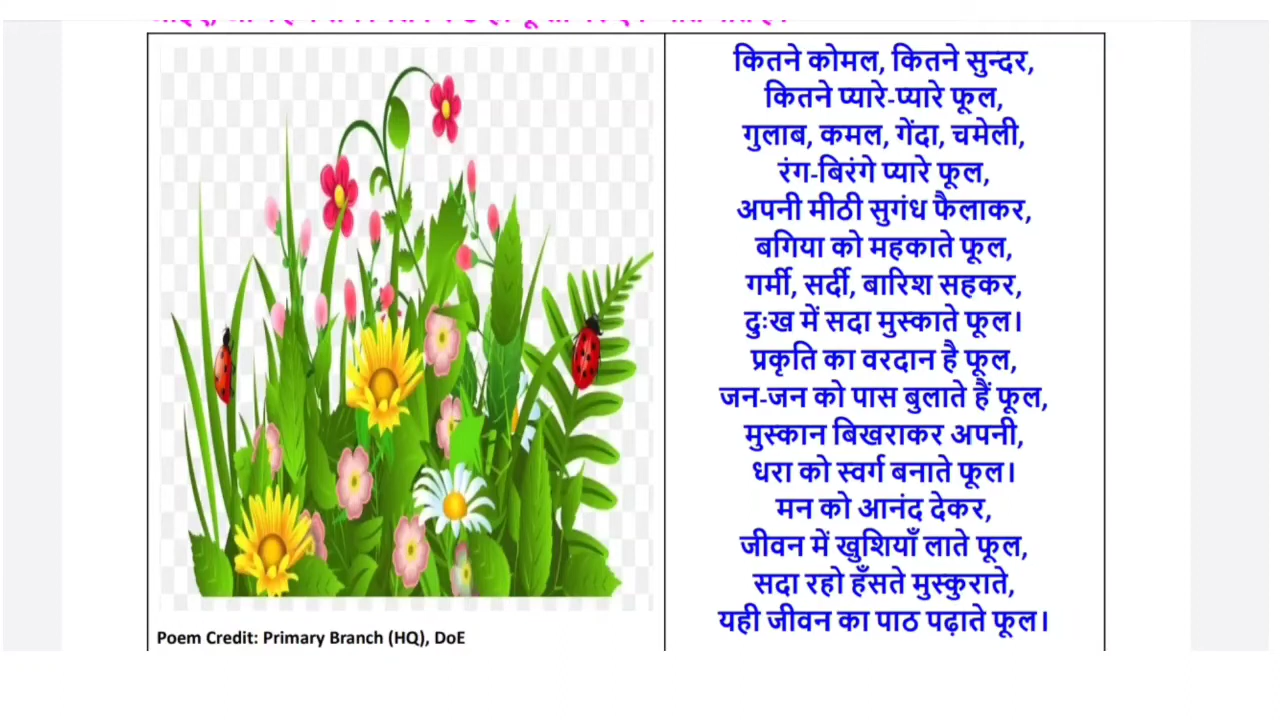 कितने कोमल, कितने सुन्दर,
कितने प्यारे-प्यारे फूल,
गुलाब, कमल, गेंदा, चमेली,
रंग-बिरंगे प्यारे फूल,
अपनी मीठी सुगंध फैलाकर,
बगिया को महकाते फूल,
गर्मी, सर्दी, बारिश सहकर,
दुःख में सदा मुस्काते फूल।
प्रकृति का वरदान है फूल,
जन-जन को पास बुलाते हैं फूल,
मुस्कान बिखराकर अपनी,
धरा को स्वर्ग बनाते फूल।
मन को आनंद देकर,
जीवन में खुशियाँ लाते फूल,
सदा रहो हँसते मुस्कुराते,
यही जीवन का पाठ पढ़ाते फूल।
Poem Credit: Primary Branch (HQ), DoE